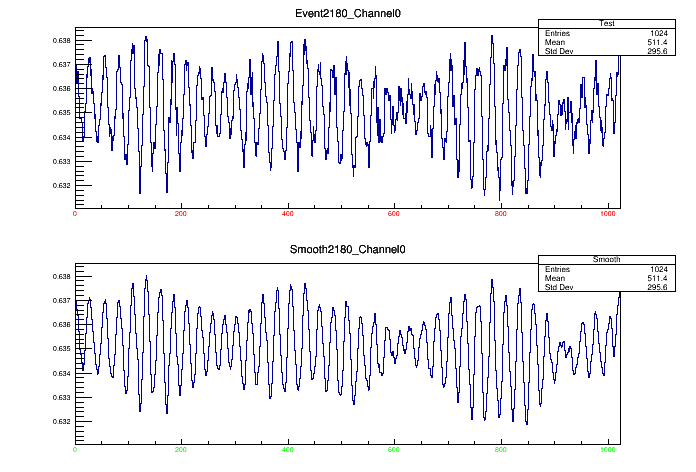 Event2180_Channel0
Test
Entries 1024
Mean 511.4
Std Dev 295.6
0.638
0.637
0.636
0.635
0.634
0.633
0.632
0 200 400 600 800 1000
Smooth2180_Channel0
Smooth
Entries 1024
Mean 511.4
Std Dev 295.6
0.638
0.637
0.636
0.635
0.634
0.633
0.632
0 200 400 600 800 1000